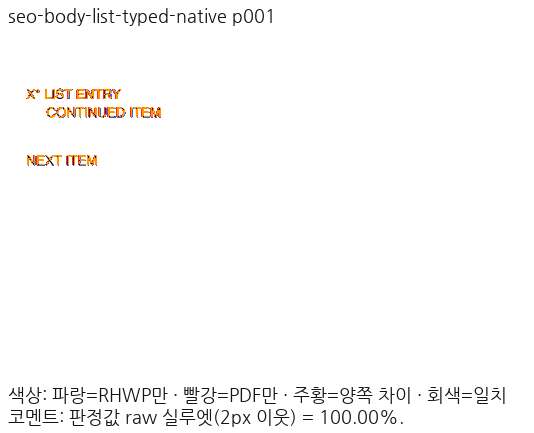 seo-body-list-typed-native p001
X* LIST ENTRY
CONTINUED ITEM
NEXT ITEM
색상: 파랑=RHWP만 · 빨강=PDF만 · 주황=양쪽 차이 · 회색=일치
코멘트: 판정값 raw 실루엣(2px 이웃) = 100.00%.